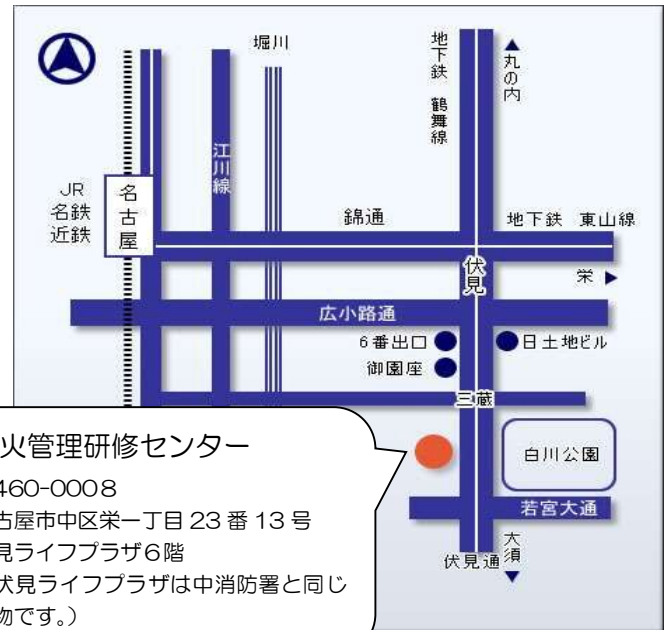 堀川
地下鉄 鶴舞線
丸の内
江川線
JR
名鉄
近鉄
名古屋
錦通
地下鉄 東山線
伏見
栄
広小路通
6番出口
日土地ビル
御園座
三蔵
白川公園
若宮大通
大須
伏見通
火管理研修センター
460-0008
古屋市中区栄一丁目 23 番 13 号
見ライフプラザ6階
伏見ライフプラザは中消防署と同じ
物です。）